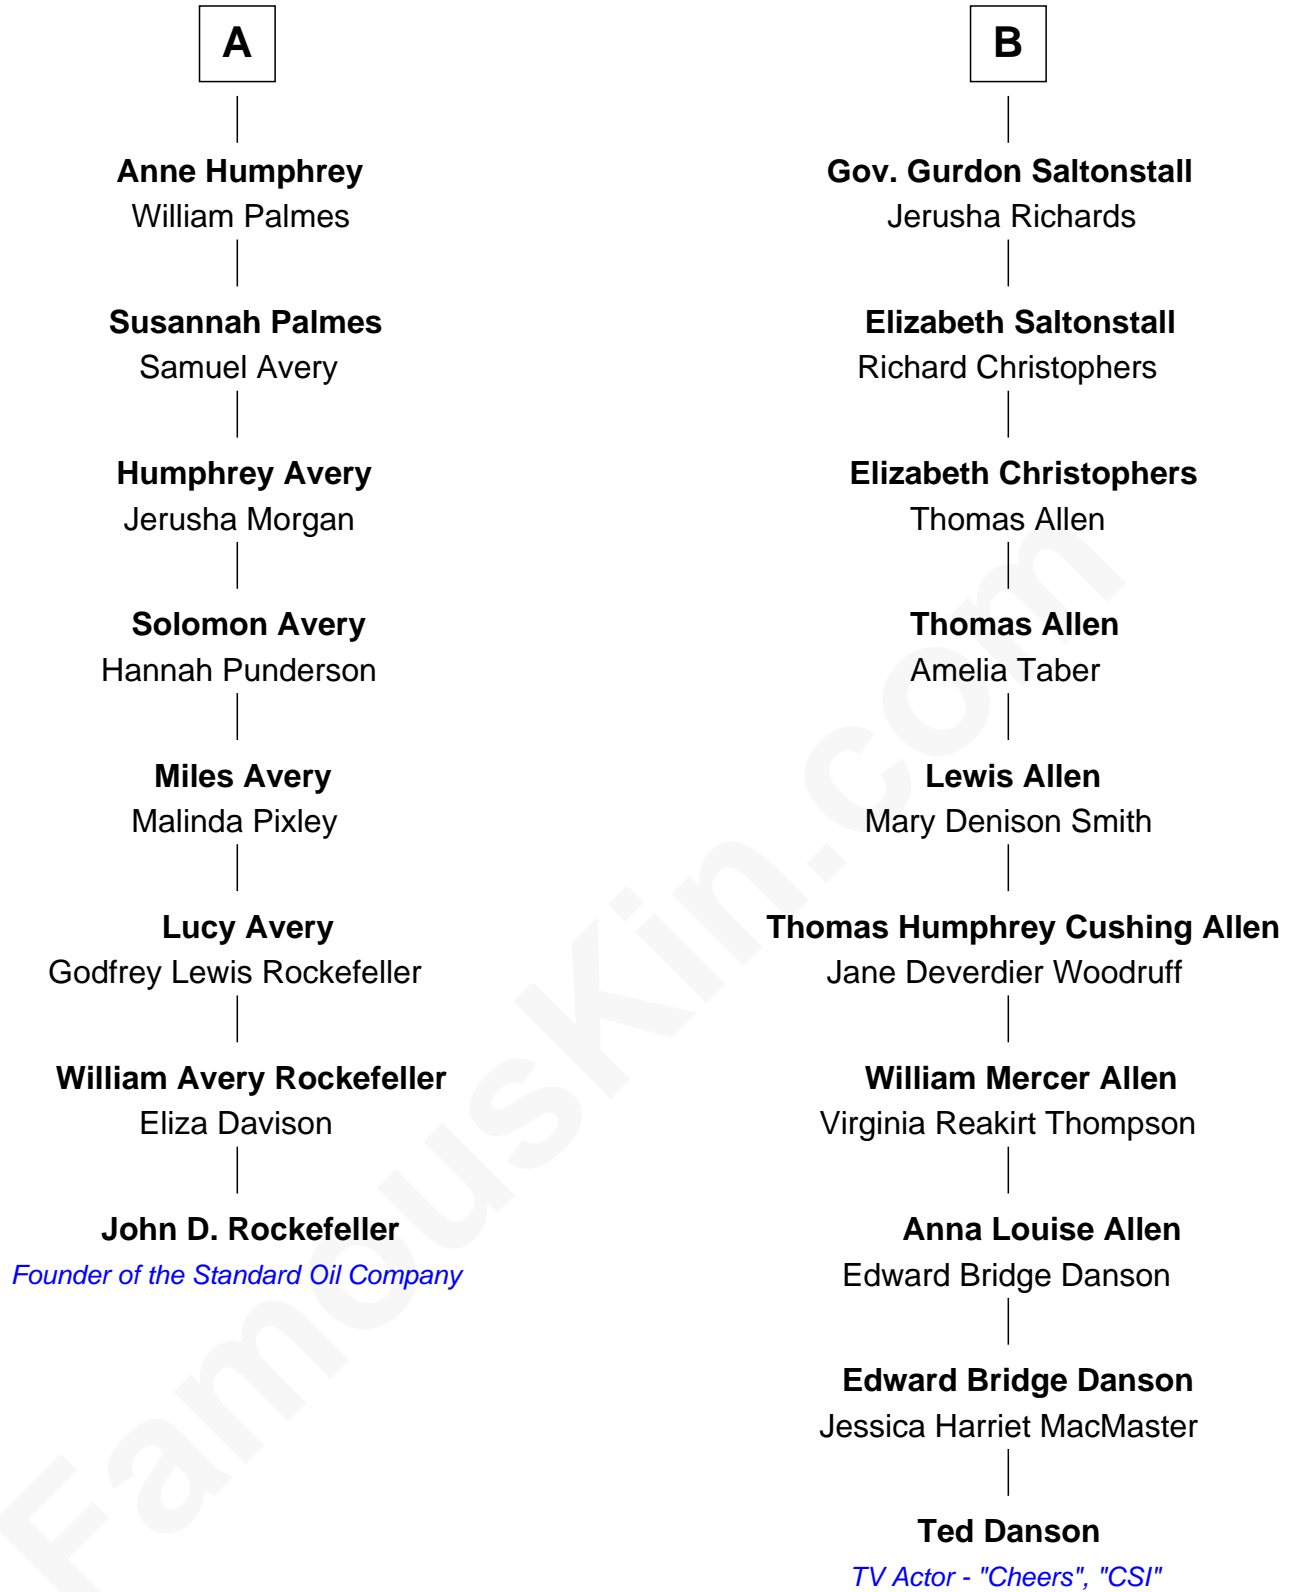 A
Anne Humphrey
William Palmes
Susannah Palmes
Samuel Avery
Humphrey Avery
Jerusha Morgan
Solomon Avery
Hannah Punderson
Miles Avery
Malinda Pixley
Lucy Avery
Godfrey Lewis Rockefeller
William Avery Rockefeller
Eliza Davison
John D. Rockefeller
Founder of the Standard Oil Company
B
Gov. Gurdon Saltonstall
Jerusha Richards
Elizabeth Saltonstall
Richard Christophers
Elizabeth Christophers
Thomas Allen
Thomas Allen
Amelia Taber
Lewis Allen
Mary Denison Smith
Thomas Humphrey Cushing Allen
Jane Deverdier Woodruff
William Mercer Allen
Virginia Reakirt Thompson
Anna Louise Allen
Edward Bridge Danson
Edward Bridge Danson
Jessica Harriet MacMaster
Ted Danson
TV Actor - "Cheers", "CSI"
FamousKin.com